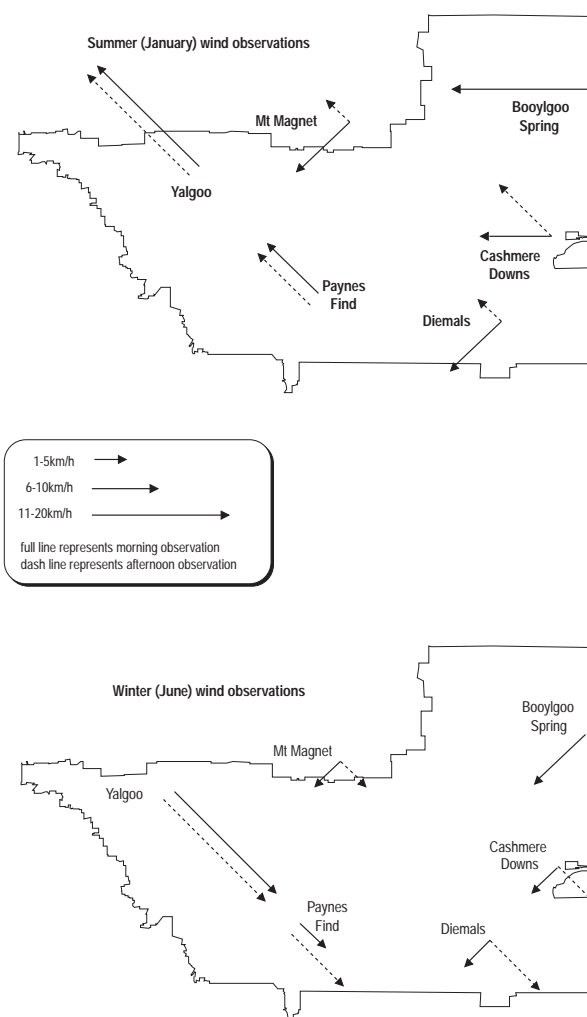 Summer (January) wind observations
Mt Magnet
Booylgoo
Spring
Yalgoo
Cashmere
Downs
Paynes
Find
Diemals
1-5km/h
6-10km/h
11-20km/h
full line represents morning observation
dash line represents afternoon observation
Winter (June) wind observations
Booylgoo
Spring
Mt Magnet
Yalgoo
Cashmere
Downs
Paynes
Find
Diemals